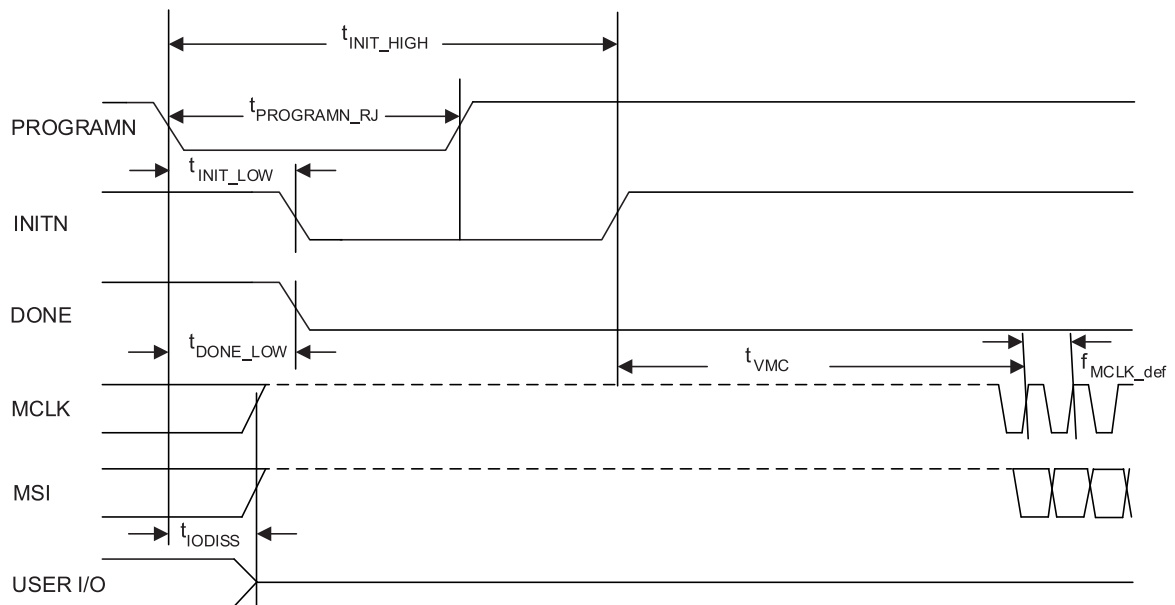 tINIT_HIGH
PROGRAMN
tPROGRAMN_RJ
tINIT_LOW
INITN
DONE
tDONE_LOW
tVMC
fMCLK_def
MCLK
MSI
tIODISS
USER I/O